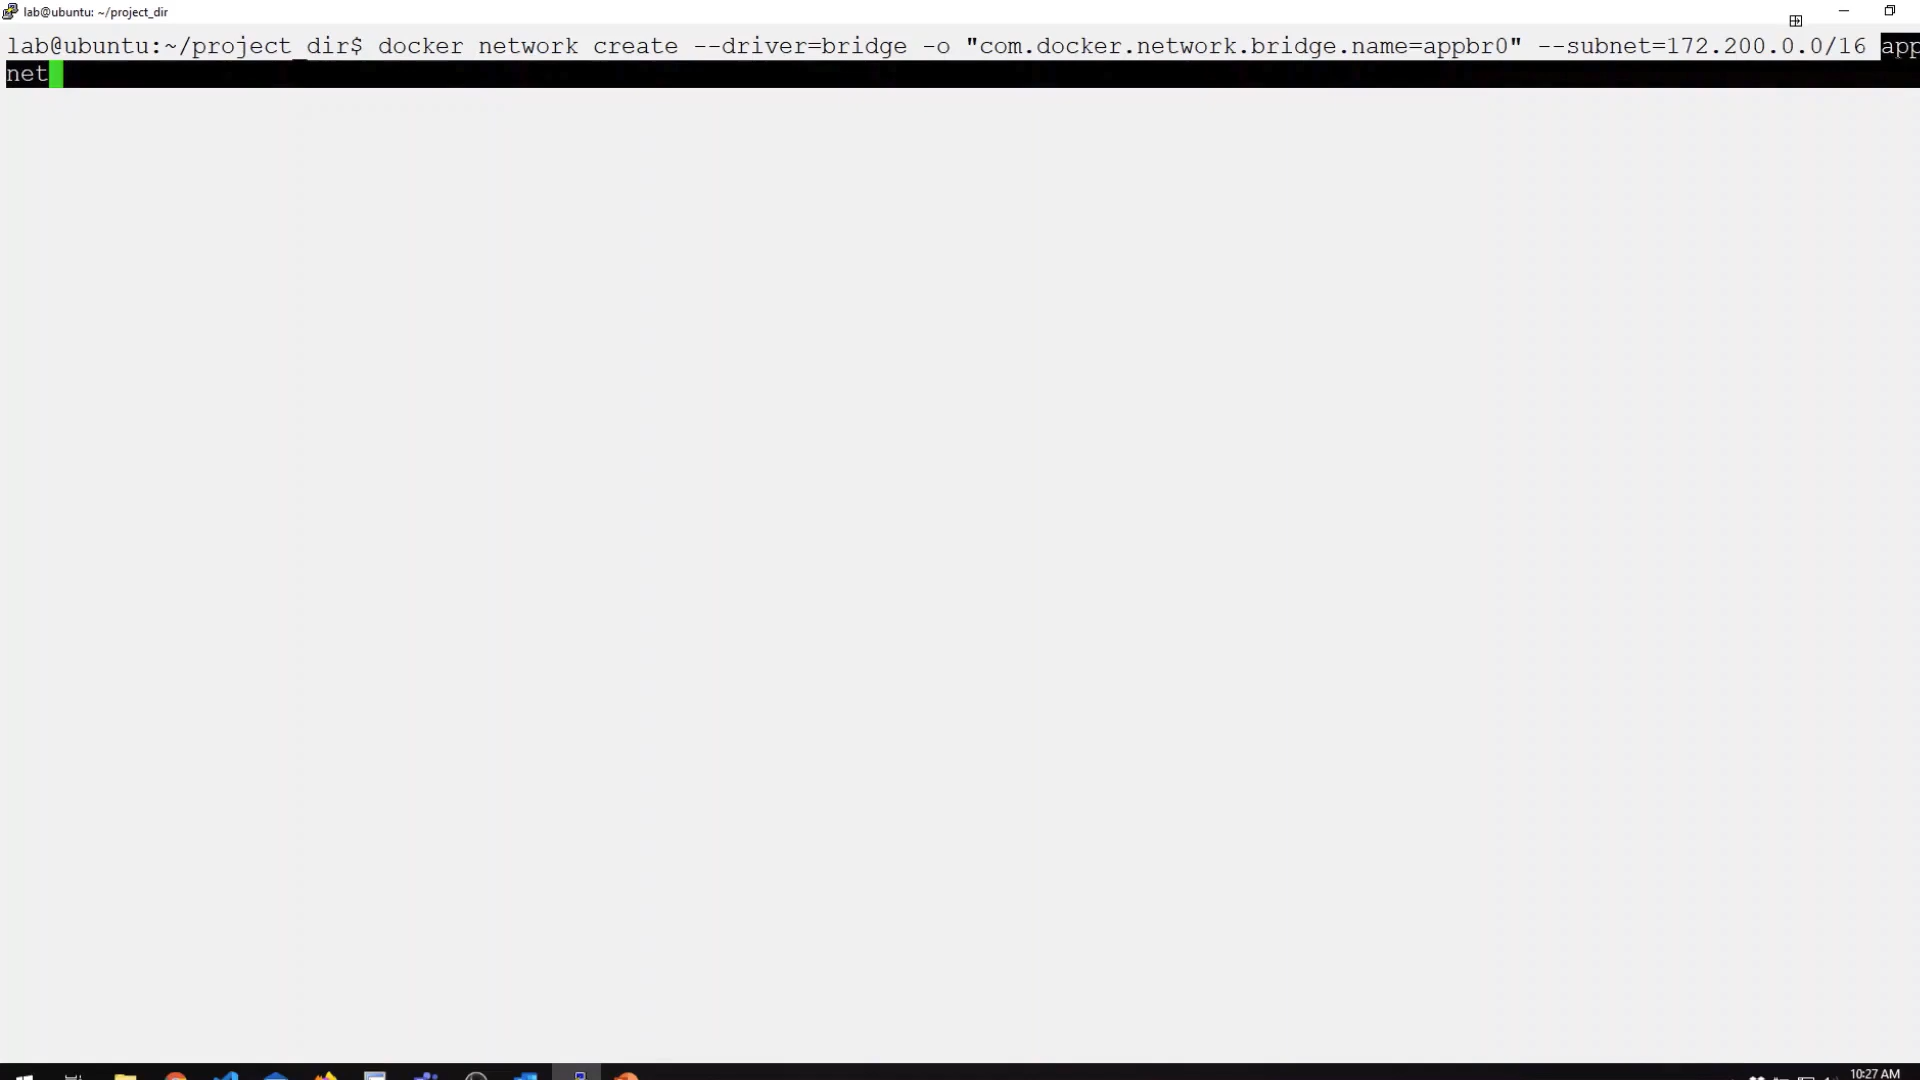 lab@ubuntu: ~/project_dir
lab@ubuntu:~/project_dir$ docker network create --driver=bridge -o "com.docker.network.bridge.name=appbr0" --subnet=172.200.0.0/16 app
net
10:27 AM